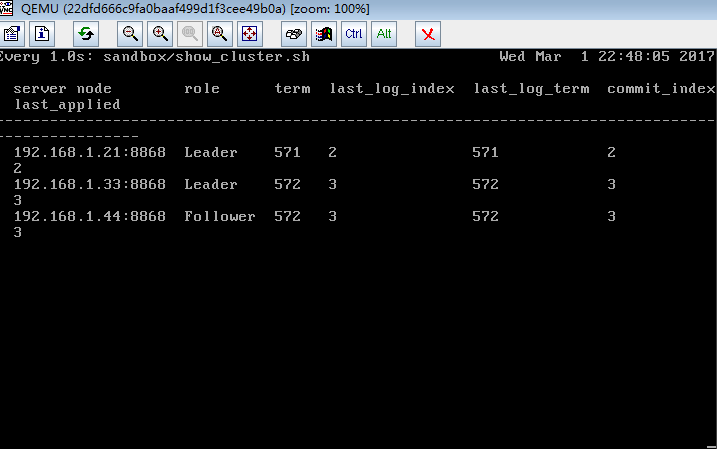 QEMU (22dfd666c9fa0baaf499d1f3cee49b0a) [zoom: 100%]
Ctrl Alt
Every 1.0s: sandbox/show_cluster.sh Wed Mar 1 22:48:05 2017
server node role term last_log_index last_log_term commit_index
last_applied
--------------------------------------------------------------------------------
----------------
192.168.1.21:8868 Leader 571 2 571 2
2
192.168.1.33:8868 Leader 572 3 572 3
3
192.168.1.44:8868 Follower 572 3 572 3
3